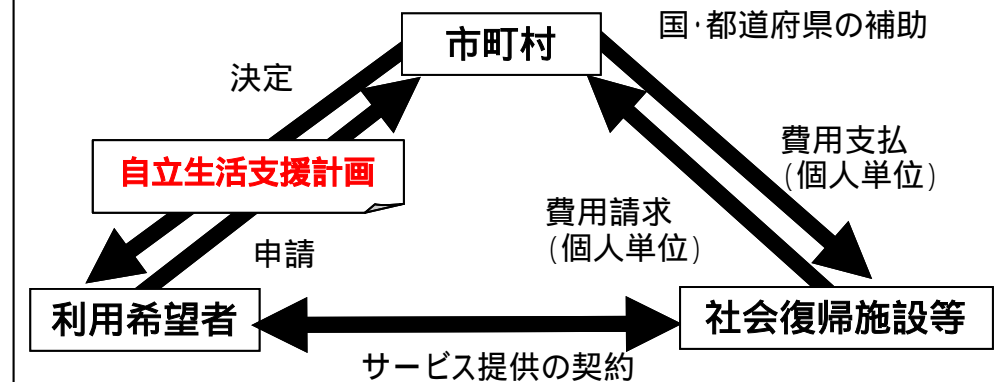 国・都道府県の補助
市町村
決定
自立生活支援計画
費用支払
(個人単位)
費用請求
(個人単位)
申請
利用希望者
社会復帰施設等
サービス提供の契約